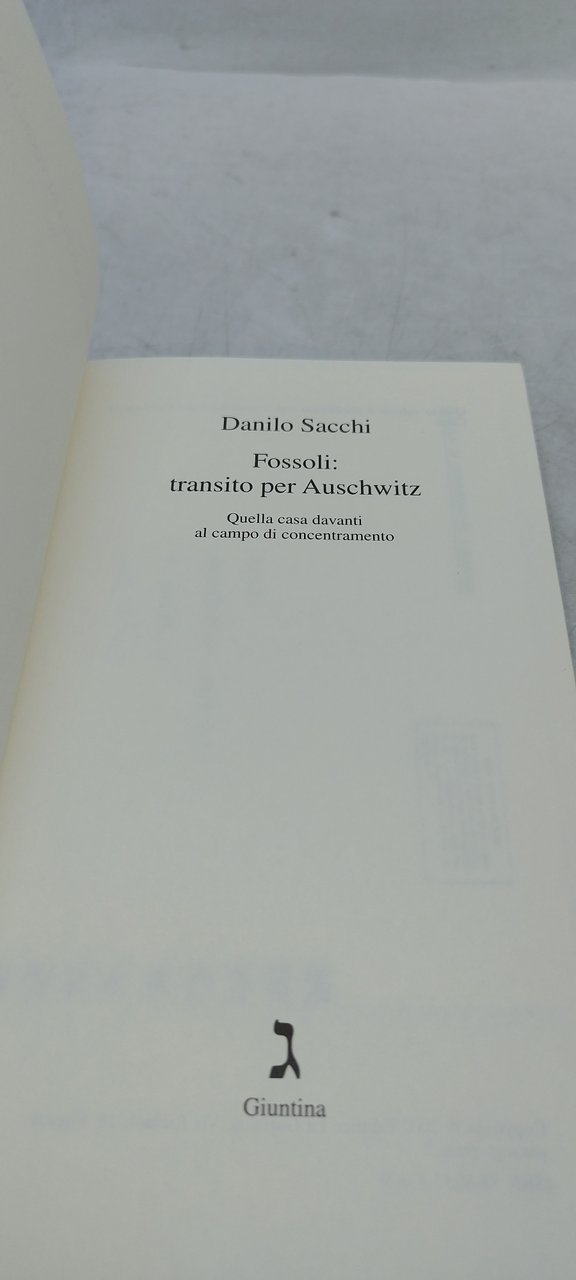 Danilo Sacchi
Fossoli:
transito per Auschwitz
Quella casa davanti
al campo di concentramento
ג
Giuntina